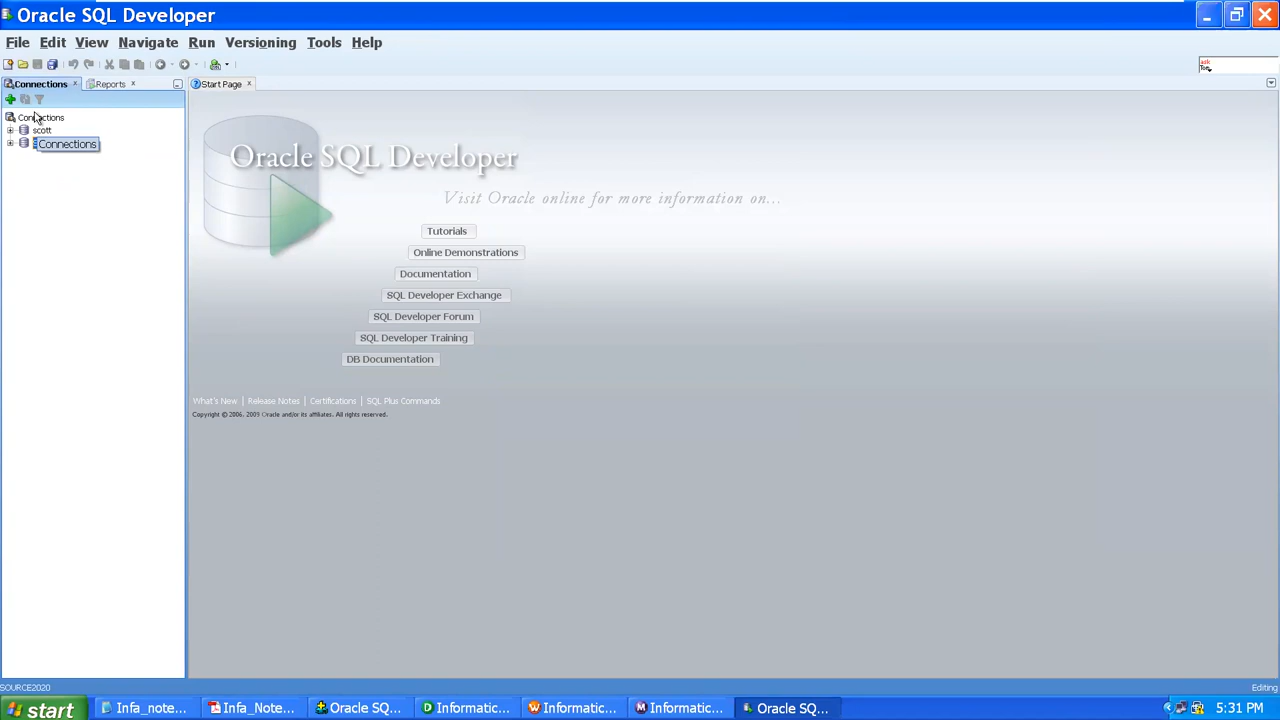 Oracle SQL Developer
File Edit View Navigate Run Versioning Tools Help
ask
Connections Reports Start Page
Connections
scott
Connections
Oracle SQL Developer
Visit Oracle online for more information on...
Tutorials
Online Demonstrations
Documentation
SQL Developer Exchange
SQL Developer Forum
SQL Developer Training
DB Documentation
What's New | Release Notes | Certifications | SQL Plus Commands
Copyright © 2006, 2009 Oracle and/or its affiliates. All rights reserved.
SOURCE2020 Editing
start Infa_note... Infa_Note... Oracle SQ... Informatic... Informatic... Informatic... Oracle SQ... 5:31 PM